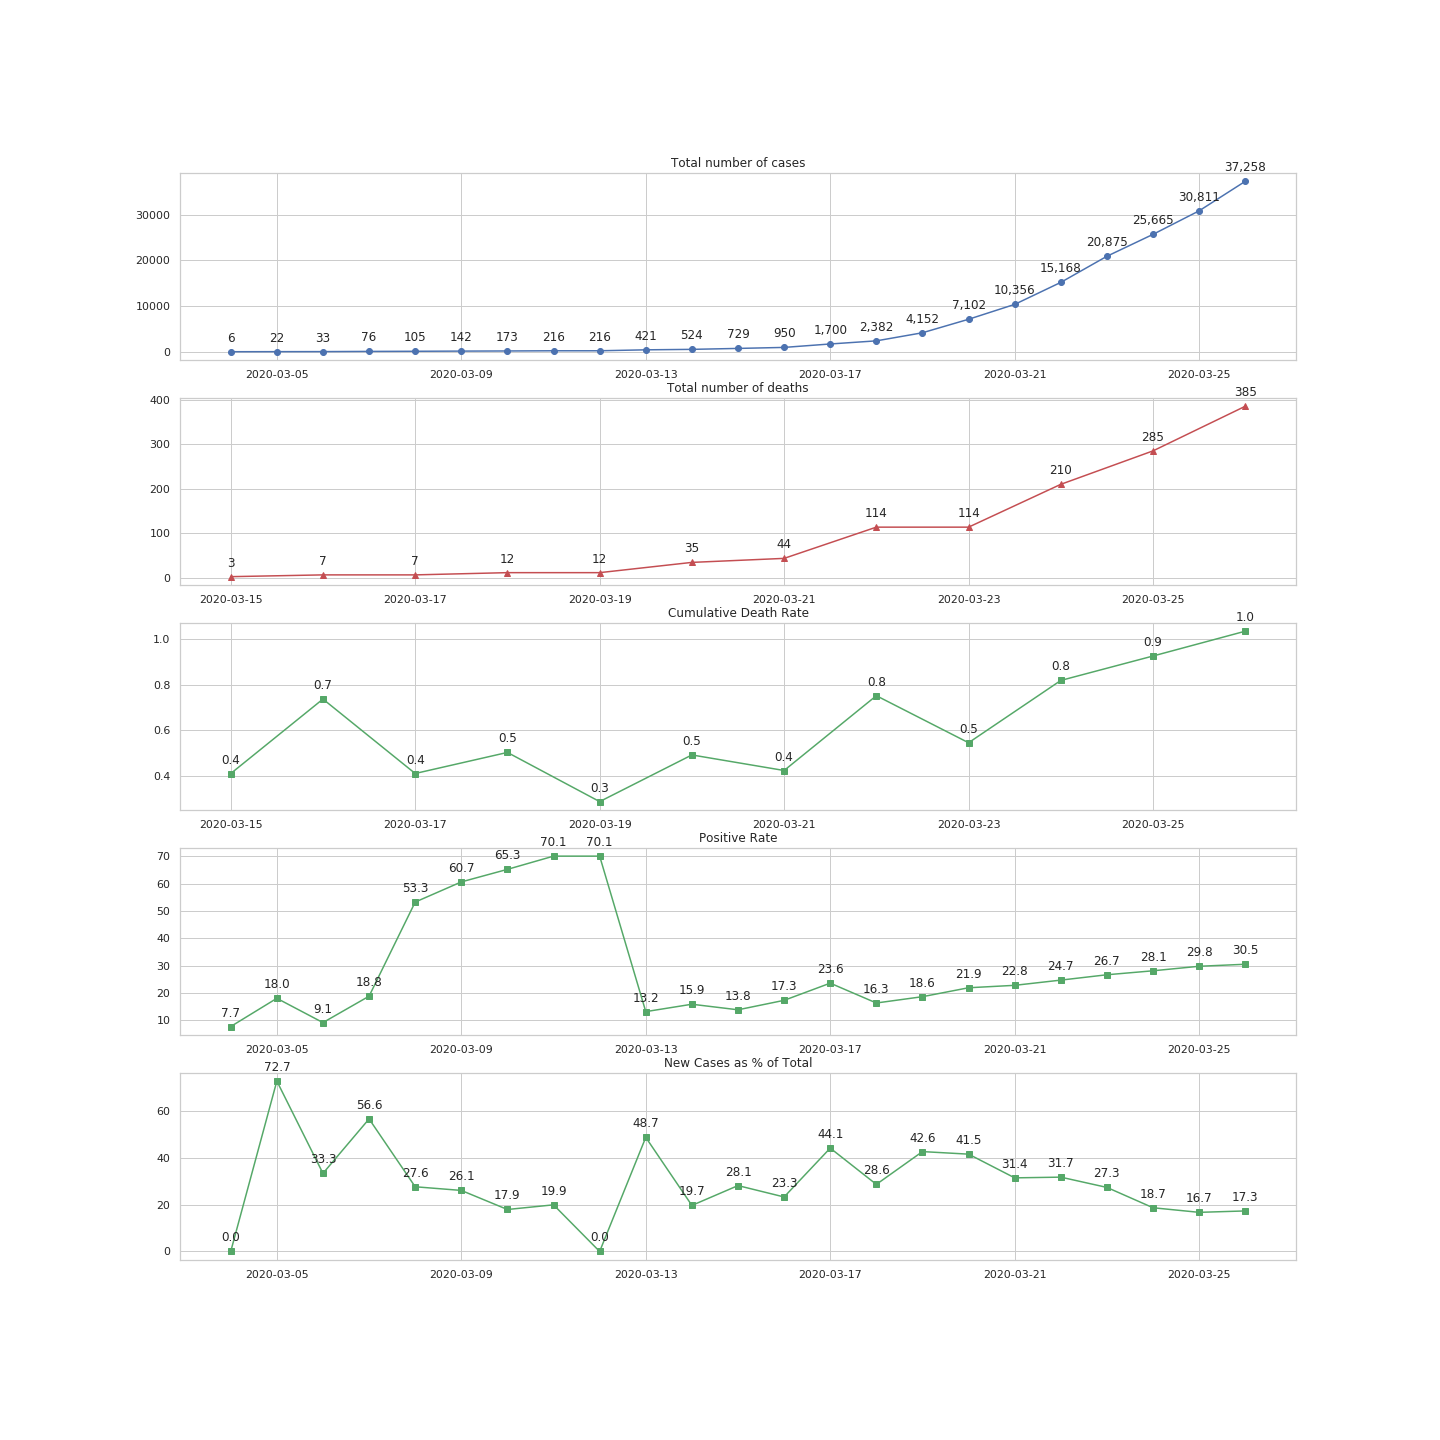 Total number of cases
37,258
30,811
25,665
20,875
15,168
10,356
7,102
4,152
6 22 33 76 105 142 173 216 216 421 524 729 950 1,700 2,382
30000
20000
10000
0
2020-03-05 2020-03-09 2020-03-13 2020-03-17 2020-03-21 2020-03-25
Total number of deaths
385
285
210
3 7 7 12 12 35 44 114 114
400
300
200
100
0
2020-03-15 2020-03-17 2020-03-19 2020-03-21 2020-03-23 2020-03-25
Cumulative Death Rate
0.4 0.7 0.4 0.5 0.3 0.5 0.4 0.8 0.5 0.8 0.9 1.0
1.0
0.8
0.6
0.4
2020-03-15 2020-03-17 2020-03-19 2020-03-21 2020-03-23 2020-03-25
Positive Rate
7.7 18.0 9.1 18.8 53.3 60.7 65.3 70.1 70.1 13.2 15.9 13.8 17.3 23.6 16.3 18.6 21.9 22.8 24.7 26.7 28.1 29.8 30.5
70
60
50
40
30
20
10
2020-03-05 2020-03-09 2020-03-13 2020-03-17 2020-03-21 2020-03-25
New Cases as % of Total
0.0 72.7 33.3 56.6 27.6 26.1 17.9 19.9 0.0 48.7 19.7 28.1 23.3 44.1 28.6 42.6 41.5 31.4 31.7 27.3 18.7 16.7 17.3
60
40
20
0
2020-03-05 2020-03-09 2020-03-13 2020-03-17 2020-03-21 2020-03-25